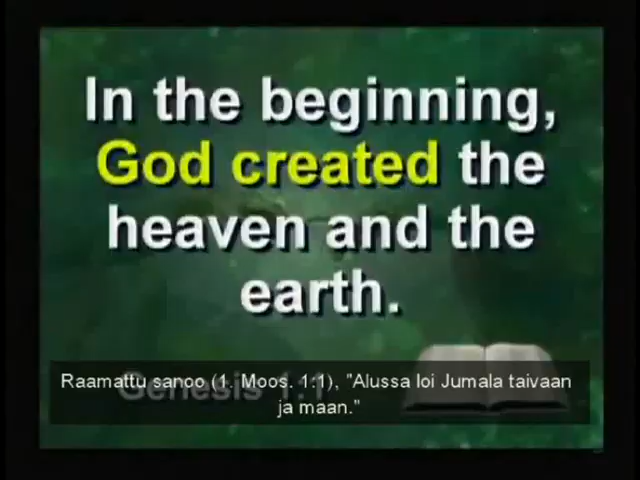 In the beginning,
God created the
heaven and the
earth.
Genesis 1:1
Raamattu sanoo (1. Moos. 1:1), "Alussa loi Jumala taivaan
ja maan."